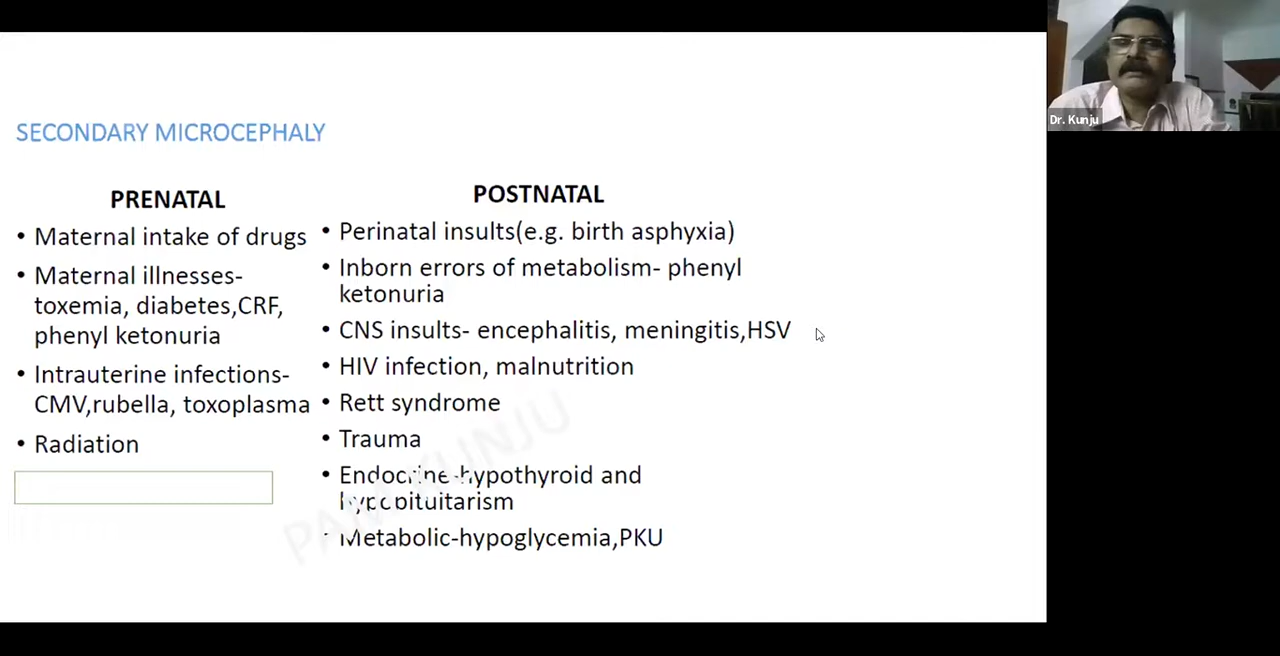 SECONDARY MICROCEPHALY
PRENATAL
• Maternal intake of drugs
• Maternal illnesses-
toxemia, diabetes,CRF,
phenyl ketonuria
• Intrauterine infections-
CMV,rubella, toxoplasma
• Radiation
POSTNATAL
• Perinatal insults(e.g. birth asphyxia)
• Inborn errors of metabolism- phenyl
ketonuria
• CNS insults- encephalitis, meningitis,HSV
• HIV infection, malnutrition
• Rett syndrome
• Trauma
• Endocrine-hypothyroid and
hypopituitarism
• Metabolic-hypoglycemia,PKU
Dr. Kunju
KUNJU